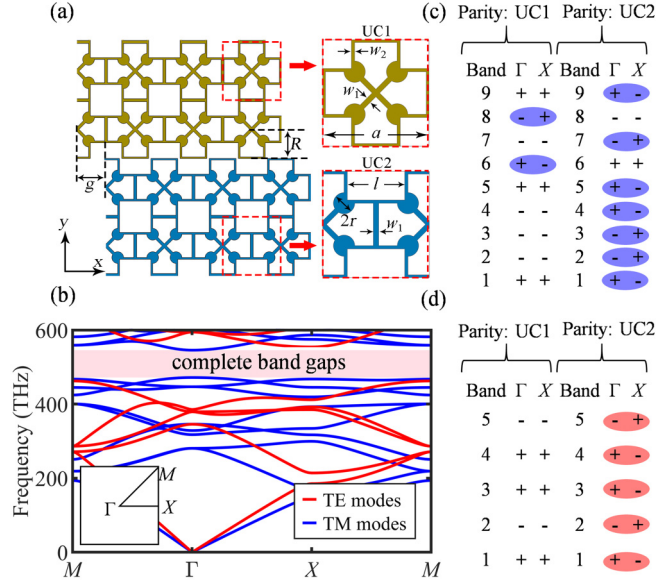 (a)
UC1
w₂
w₁
a
R
g
UC2
l
2r
w₁
y
x
(b)
600
400
200
0
Frequency (THz)
complete band gaps
M
Γ
X
TE modes
TM modes
M Γ X M
(c)
Parity: UC1 Parity: UC2
Band Γ X Band Γ X
9 + + 9 + -
8 - + 8 - -
7 - - 7 - +
6 + - 6 + +
5 + + 5 + -
4 - - 4 + -
3 - - 3 - +
2 - - 2 - +
1 + + 1 + -
(d)
Parity: UC1 Parity: UC2
Band Γ X Band Γ X
5 - - 5 - +
4 + + 4 + -
3 + + 3 + -
2 - - 2 - +
1 + + 1 + -